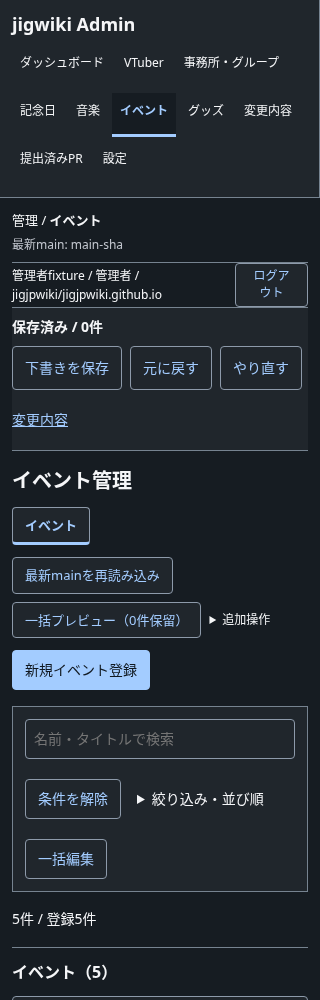 jigwiki Admin
ダッシュボード VTuber 事務所・グループ
記念日 音楽 イベント グッズ 変更内容
提出済みPR 設定
管理 / イベント
最新main: main-sha
管理者fixture / 管理者 /
jigjpwiki/jigjpwiki.github.io
ログア
ウト
保存済み / 0件
下書きを保存 元に戻す やり直す
変更内容
イベント管理
イベント
最新mainを再読み込み
一括プレビュー（0件保留） ▶ 追加操作
新規イベント登録
名前・タイトルで検索
条件を解除 ▶ 絞り込み・並び順
一括編集
5件 / 登録5件
イベント（5）